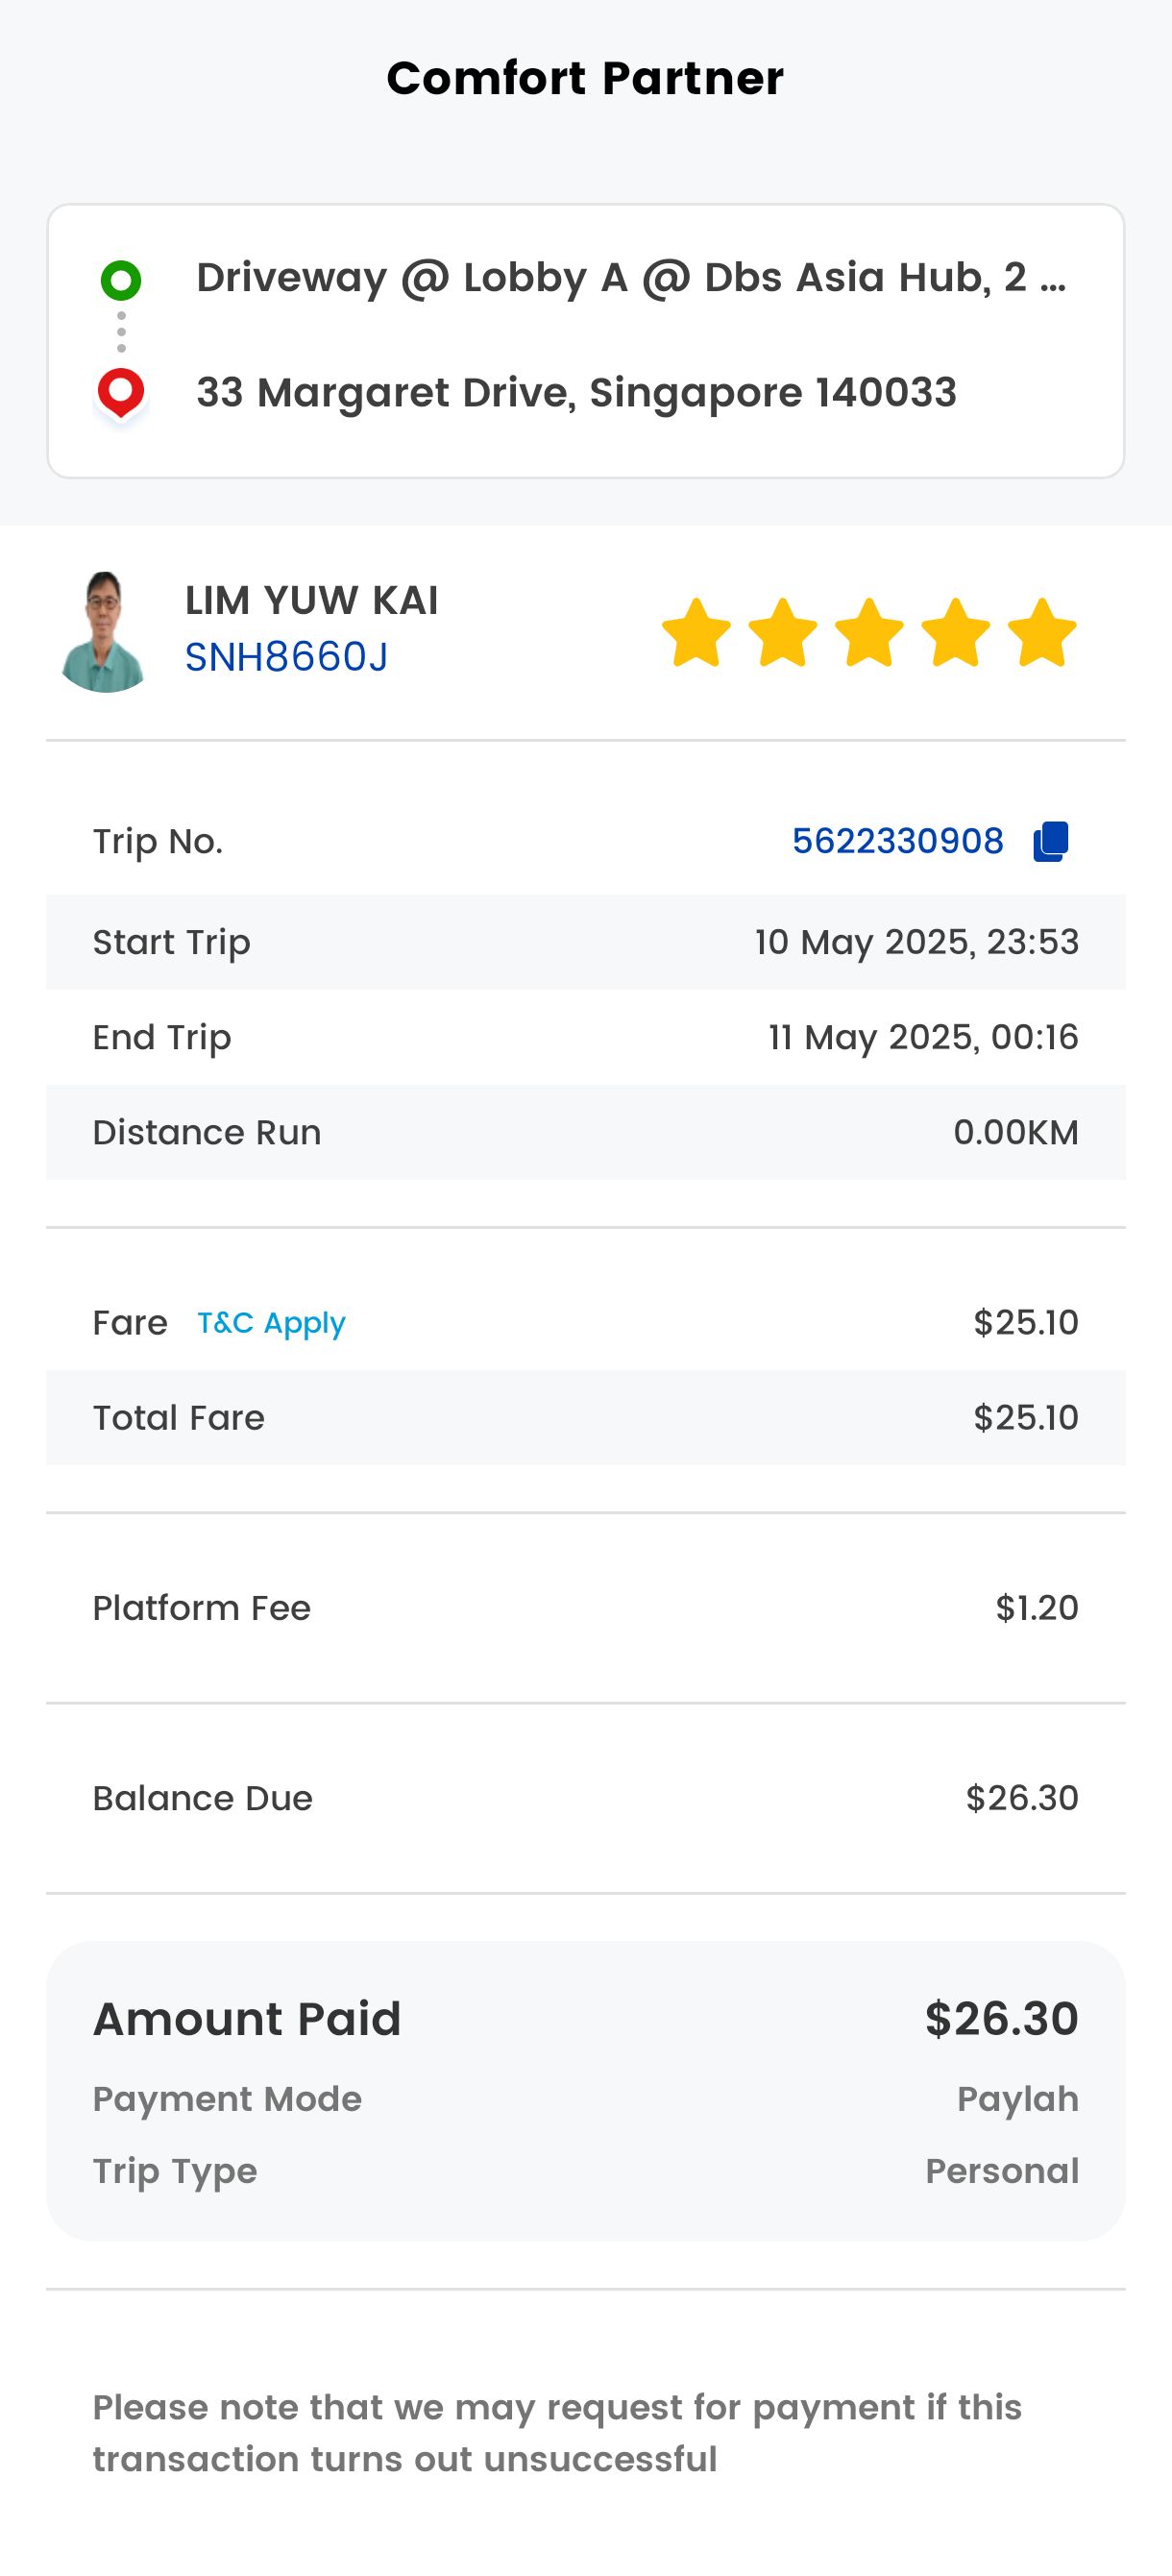 Comfort Partner
Driveway @ Lobby A @ Dbs Asia Hub, 2 ...
33 Margaret Drive, Singapore 140033
LIM YUW KAI
SNH8660J
Trip No. 5622330908
Start Trip 10 May 2025, 23:53
End Trip 11 May 2025, 00:16
Distance Run 0.00KM
Fare T&C Apply $25.10
Total Fare $25.10
Platform Fee $1.20
Balance Due $26.30
Amount Paid $26.30
Payment Mode Paylah
Trip Type Personal
Please note that we may request for payment if this
transaction turns out unsuccessful